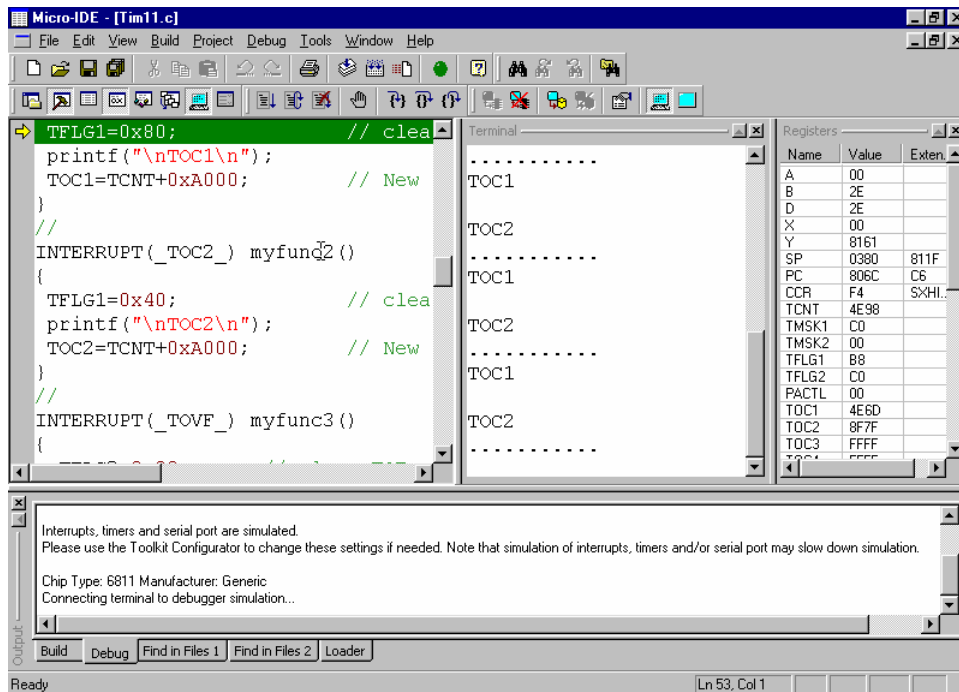 Micro-IDE - [Tim11.c]
File Edit View Build Project Debug Tools Window Help
TFLG1=0x80; // clea
printf("\nTOC1\n");
TOC1=TCNT+0xA000; // New
}
//
INTERRUPT(_TOC2_) myfunc2()
{
TFLG1=0x40; // clea
printf("\nTOC2\n");
TOC2=TCNT+0xA000; // New
}
//
INTERRUPT(_TOVF_) myfunc3()
{
Terminal
...........
TOC1
TOC2
...........
TOC1
TOC2
...........
TOC1
TOC2
...........
Registers
Name Value Exten.
A 00
B 2E
D 2E
X 00
Y 8161
SP 0380 811F
PC 806C C6
CCR F4 SXHI..
TCNT 4E98
TMSK1 C0
TMSK2 00
TFLG1 B8
TFLG2 C0
PACTL 00
TOC1 4E6D
TOC2 8F7F
TOC3 FFFF
Interrupts, timers and serial port are simulated.
Please use the Toolkit Configurator to change these settings if needed. Note that simulation of interrupts, timers and/or serial port may slow down simulation.
Chip Type: 6811 Manufacturer: Generic
Connecting terminal to debugger simulation...
Output
Build Debug Find in Files 1 Find in Files 2 Loader
Ready Ln 53, Col 1